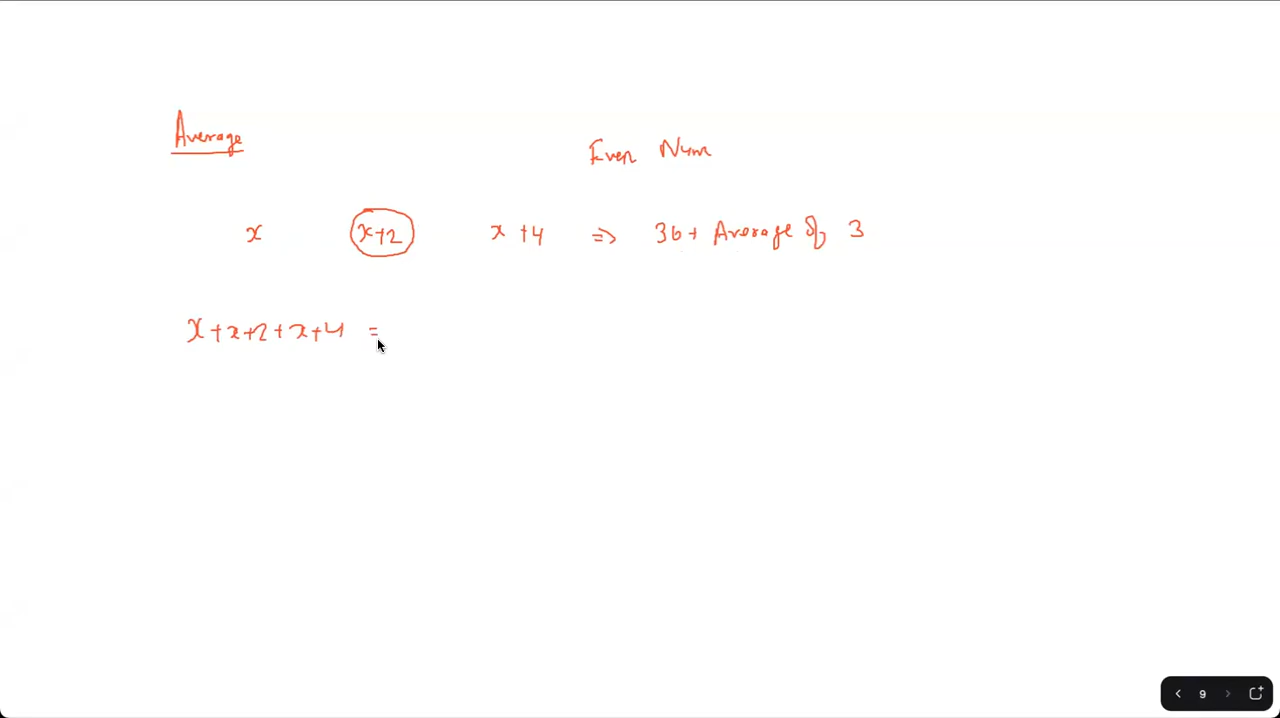 Average
Even Num
x x+2 x+4 => 36+ Average of 3
x+x+2+x+4 =
9